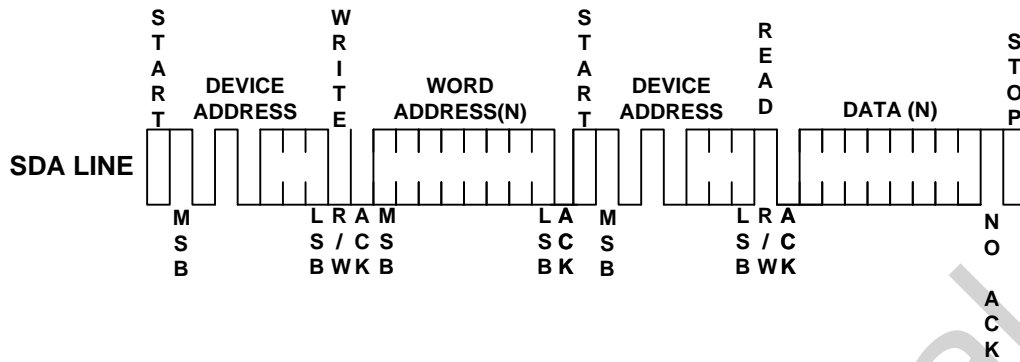 START
WRITE
START
READ
STOP
DEVICE
ADDRESS
WORD
ADDRESS(N)
DEVICE
ADDRESS
DATA (N)
SDA LINE
MSB
LSB
R/W
ACK
MSB
LSB
ACK
MSB
LSB
R/W
ACK
NO ACK